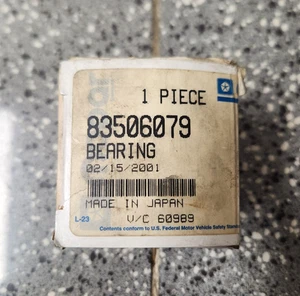 1 PIECE
83506079
BEARING
02/15/2001
MADE IN JAPAN
V/C 60989
L-23
Contents conform to U.S. Federal Motor Vehicle Safety